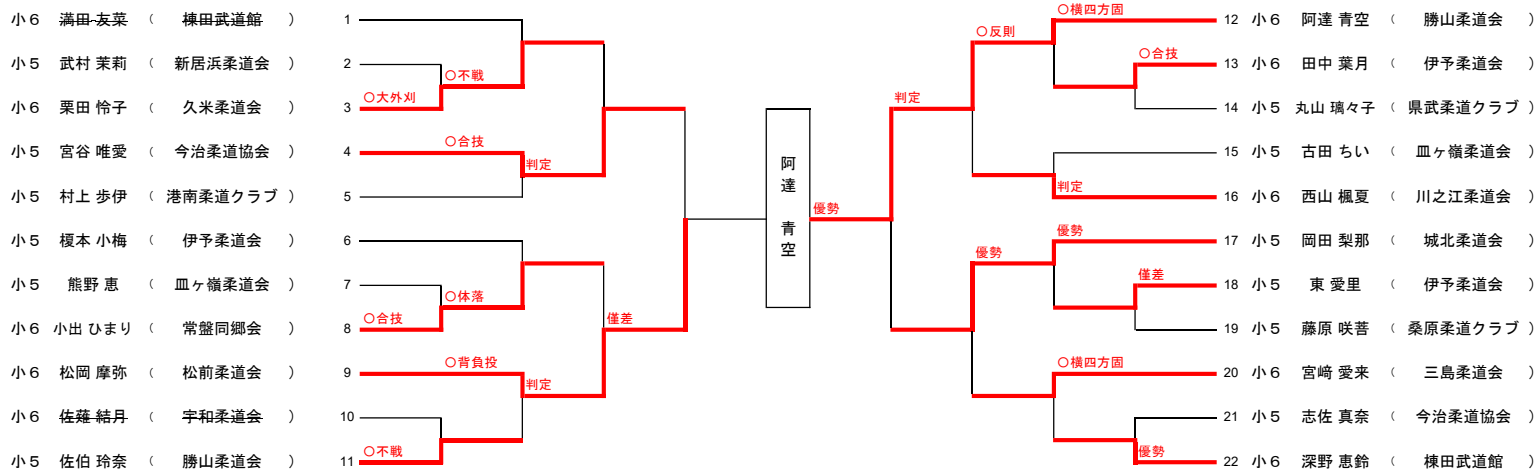 小6 満田 友菜 ( 棟田武道館 ) 1
小5 武村 茉莉 ( 新居浜柔道会 ) 2
○不戦
小6 栗田 怜子 ( 久米柔道会 ) 3
○大外刈
小5 宮谷 唯愛 ( 今治柔道協会 ) 4
○合技
判定
小5 村上 歩伊 ( 港南柔道クラブ ) 5
小5 榎本 小梅 ( 伊予柔道会 ) 6
小5 熊野 恵 ( 皿ヶ嶺柔道会 ) 7
○体落
小6 小出 ひまり ( 常盤同郷会 ) 8
○合技
僅差
小6 松岡 摩弥 ( 松前柔道会 ) 9
○背負投
判定
小6 佐薙 結月 ( 宇和柔道会 ) 10
小5 佐伯 玲奈 ( 勝山柔道会 ) 11
○不戦
阿達 青空
優勢
○横四方固
12 小6 阿達 青空 ( 勝山柔道会 )
○反則
○合技
13 小6 田中 葉月 ( 伊予柔道会 )
判定
14 小5 丸山 璃々子 ( 県武柔道クラブ )
15 小5 古田 ちい ( 皿ヶ嶺柔道会 )
判定
16 小6 西山 楓夏 ( 川之江柔道会 )
優勢
17 小5 岡田 梨那 ( 城北柔道会 )
優勢
僅差
18 小5 東 愛里 ( 伊予柔道会 )
19 小5 藤原 咲菩 ( 桑原柔道クラブ )
○横四方固
20 小6 宮﨑 愛来 ( 三島柔道会 )
21 小5 志佐 真奈 ( 今治柔道協会 )
優勢
22 小6 深野 恵鈴 ( 棟田武道館 )